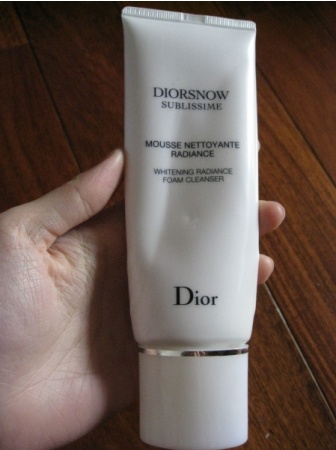 DIORSNOW
SUBLISSIME
MOUSSE NETTOYANTE
RADIANCE
WHITENING RADIANCE
FOAM CLEANSER
Dior